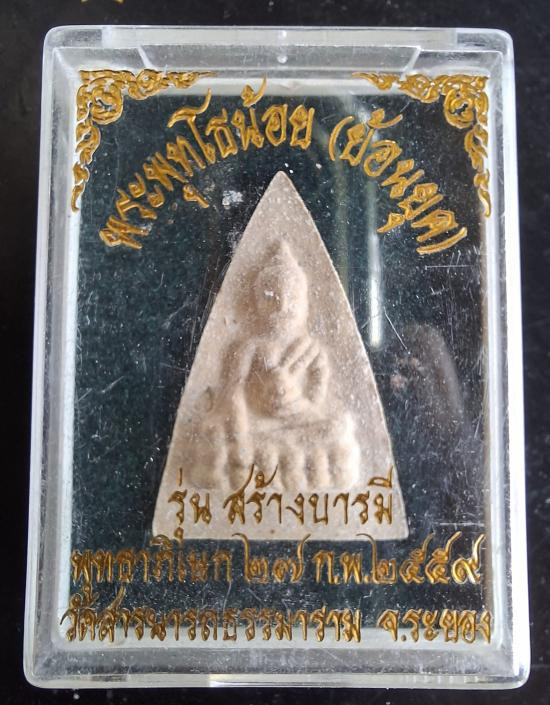 พระพุทโธน้อย (ย้อนยุค)
รุ่น สร้างบารมี
พุทธาภิเษก ๒๗ ก.พ.๒๕๕๙
วัดสารนารถธรรมาราม จ.ระยอง